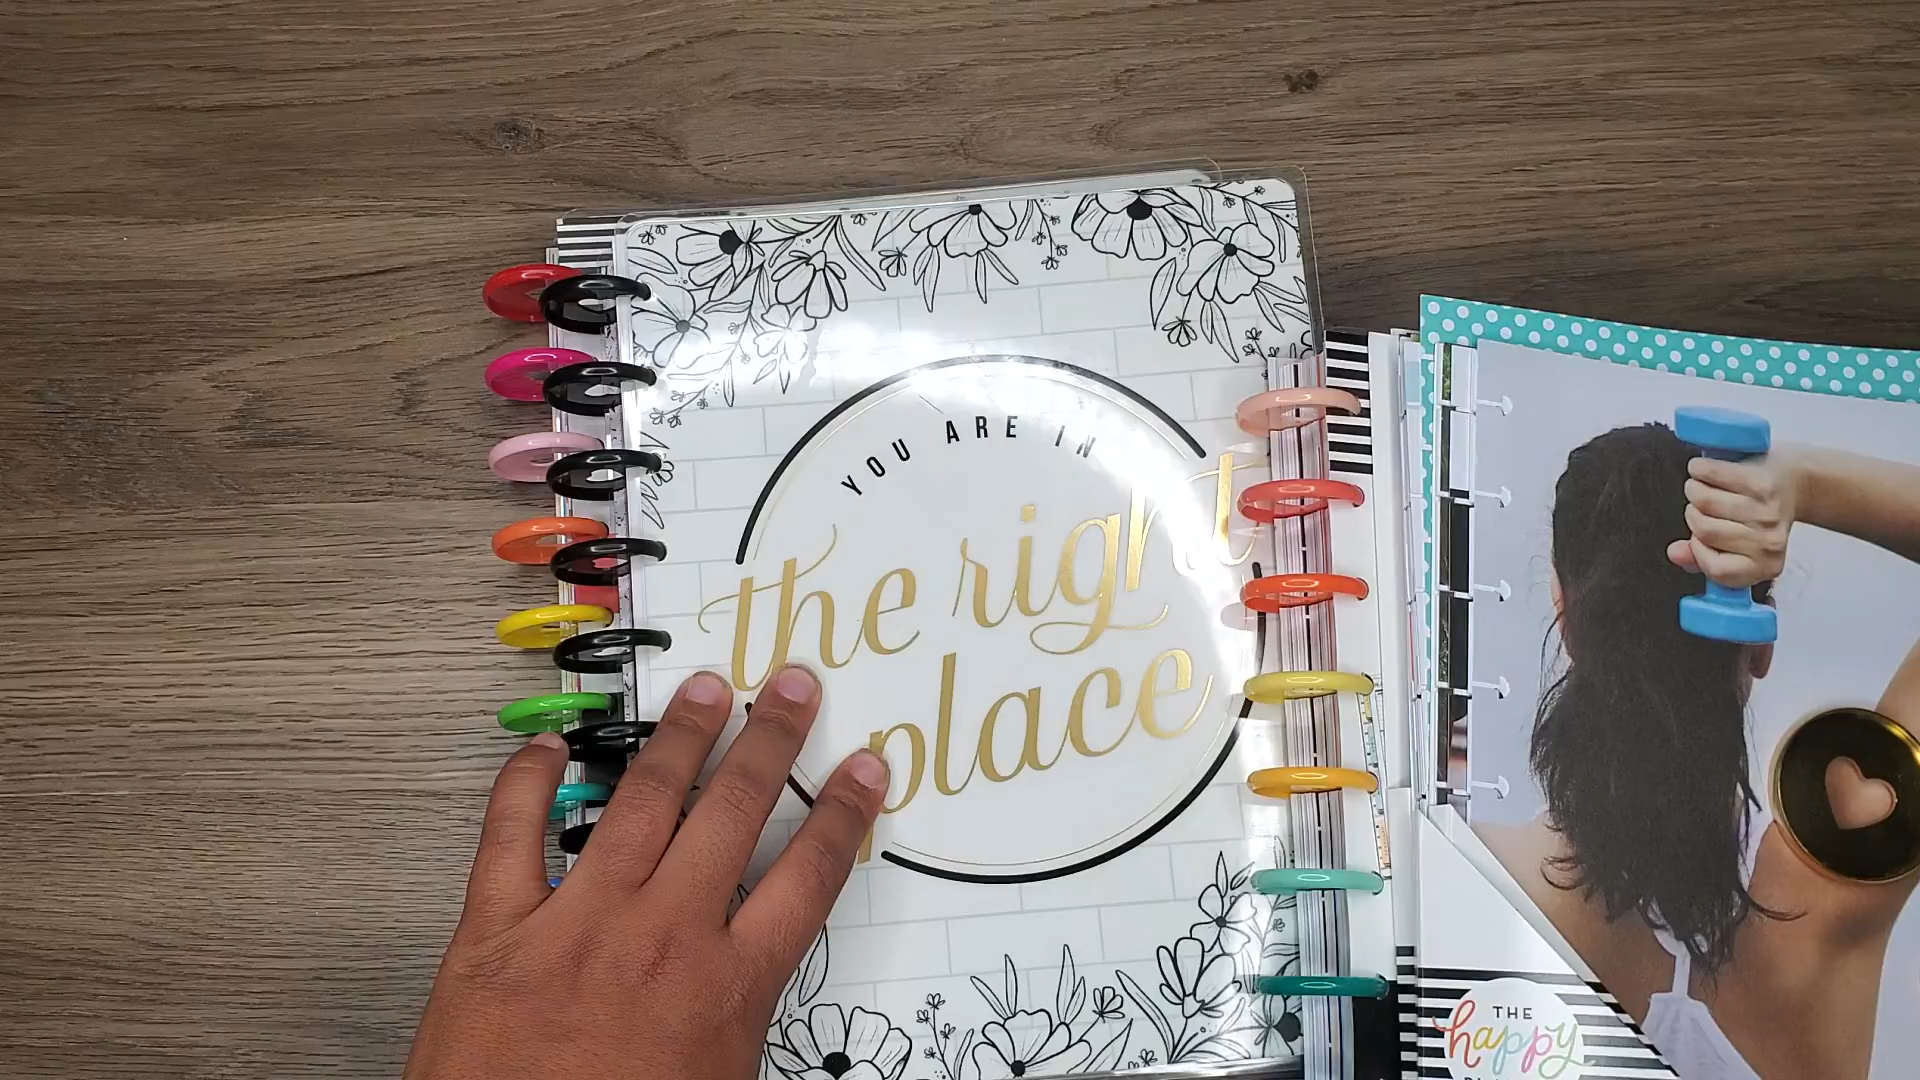 YOU ARE IN
the right
place
THE
happy